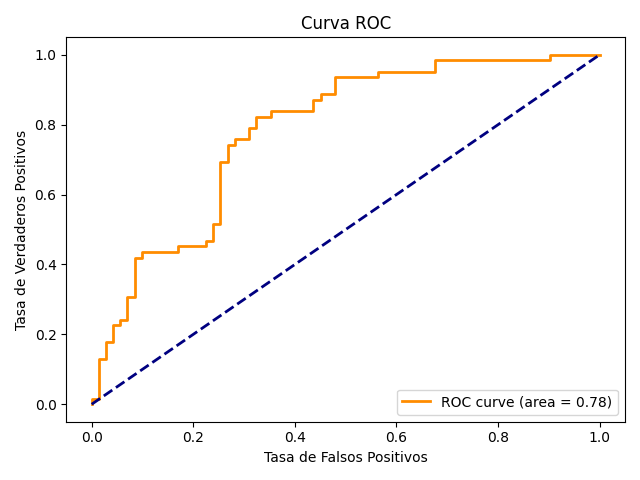 Curva ROC
1.0
0.8
0.6
0.4
0.2
0.0
Tasa de Verdaderos Positivos
ROC curve (area = 0.78)
0.0 0.2 0.4 0.6 0.8 1.0
Tasa de Falsos Positivos